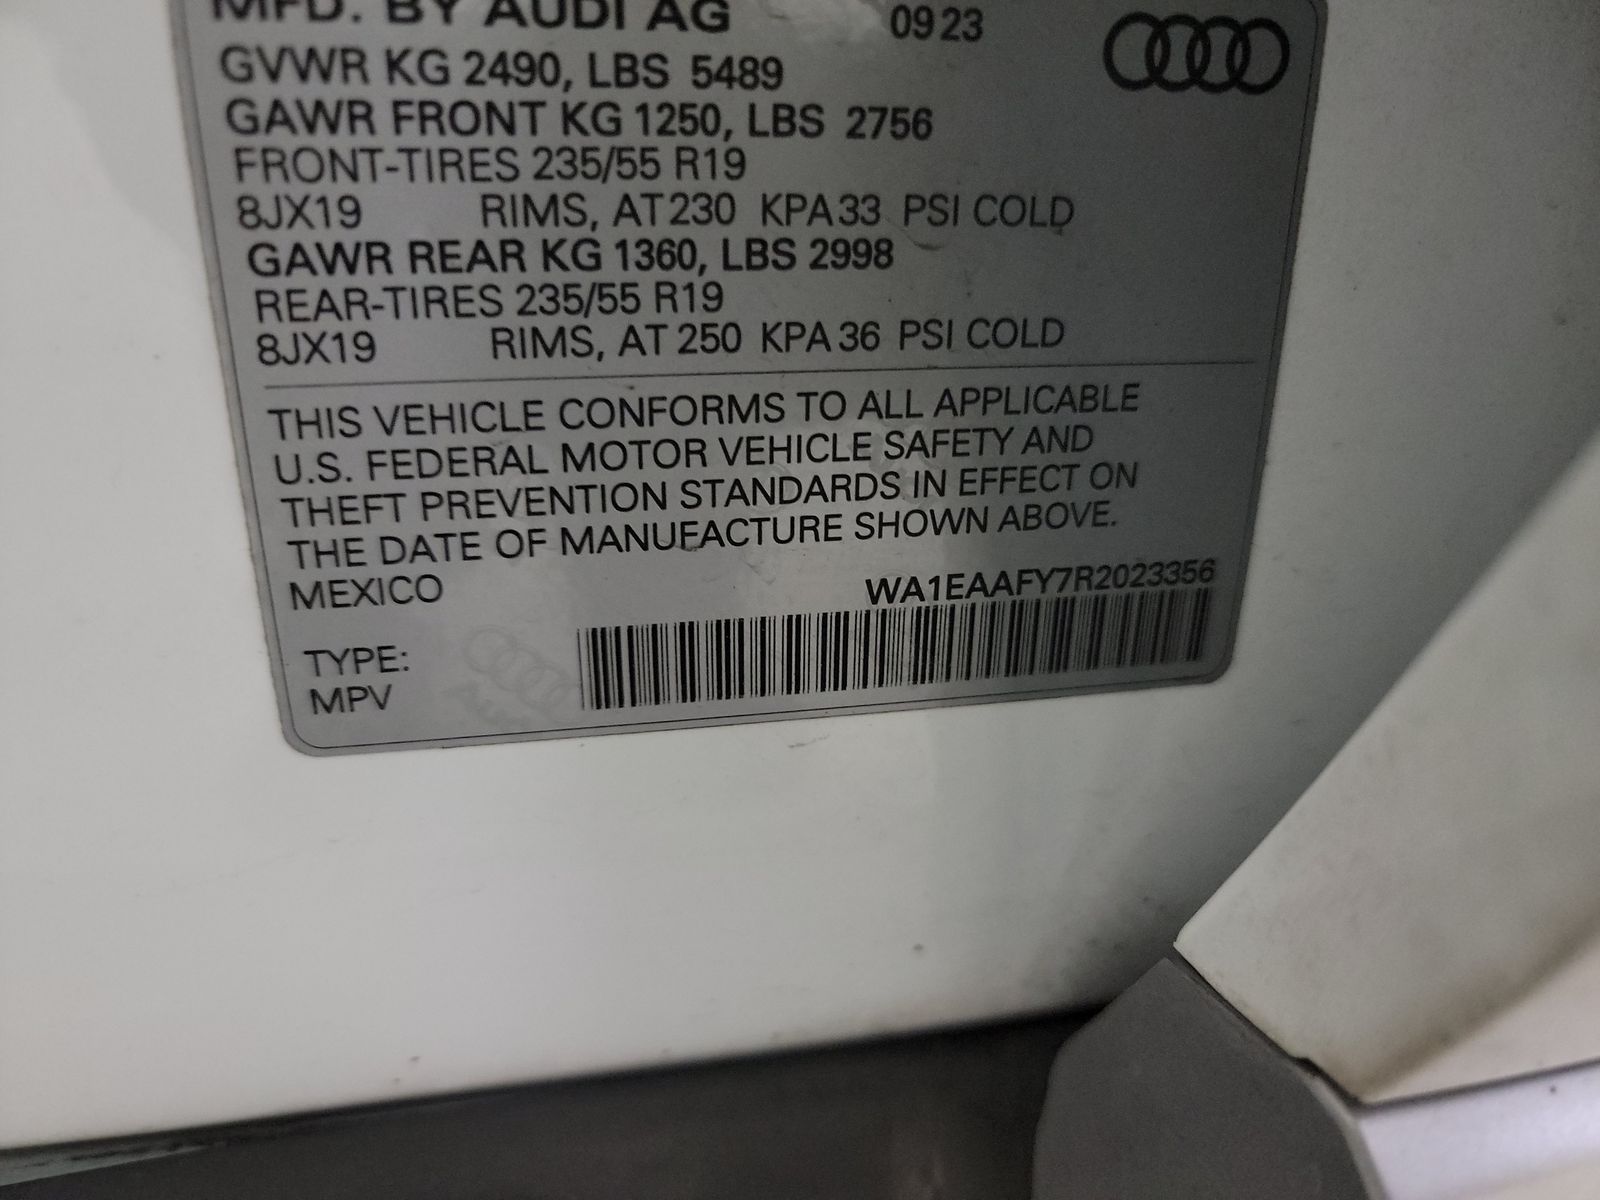 MFD. BY AUDI AG 09 23
GVWR KG 2490, LBS 5489
GAWR FRONT KG 1250, LBS 2756
FRONT-TIRES 235/55 R19
8JX19 RIMS, AT 230 KPA 33 PSI COLD
GAWR REAR KG 1360, LBS 2998
REAR-TIRES 235/55 R19
8JX19 RIMS, AT 250 KPA 36 PSI COLD
THIS VEHICLE CONFORMS TO ALL APPLICABLE
U.S. FEDERAL MOTOR VEHICLE SAFETY AND
THEFT PREVENTION STANDARDS IN EFFECT ON
THE DATE OF MANUFACTURE SHOWN ABOVE.
MEXICO WA1EAAFY7R2023356
TYPE:
MPV
Audi